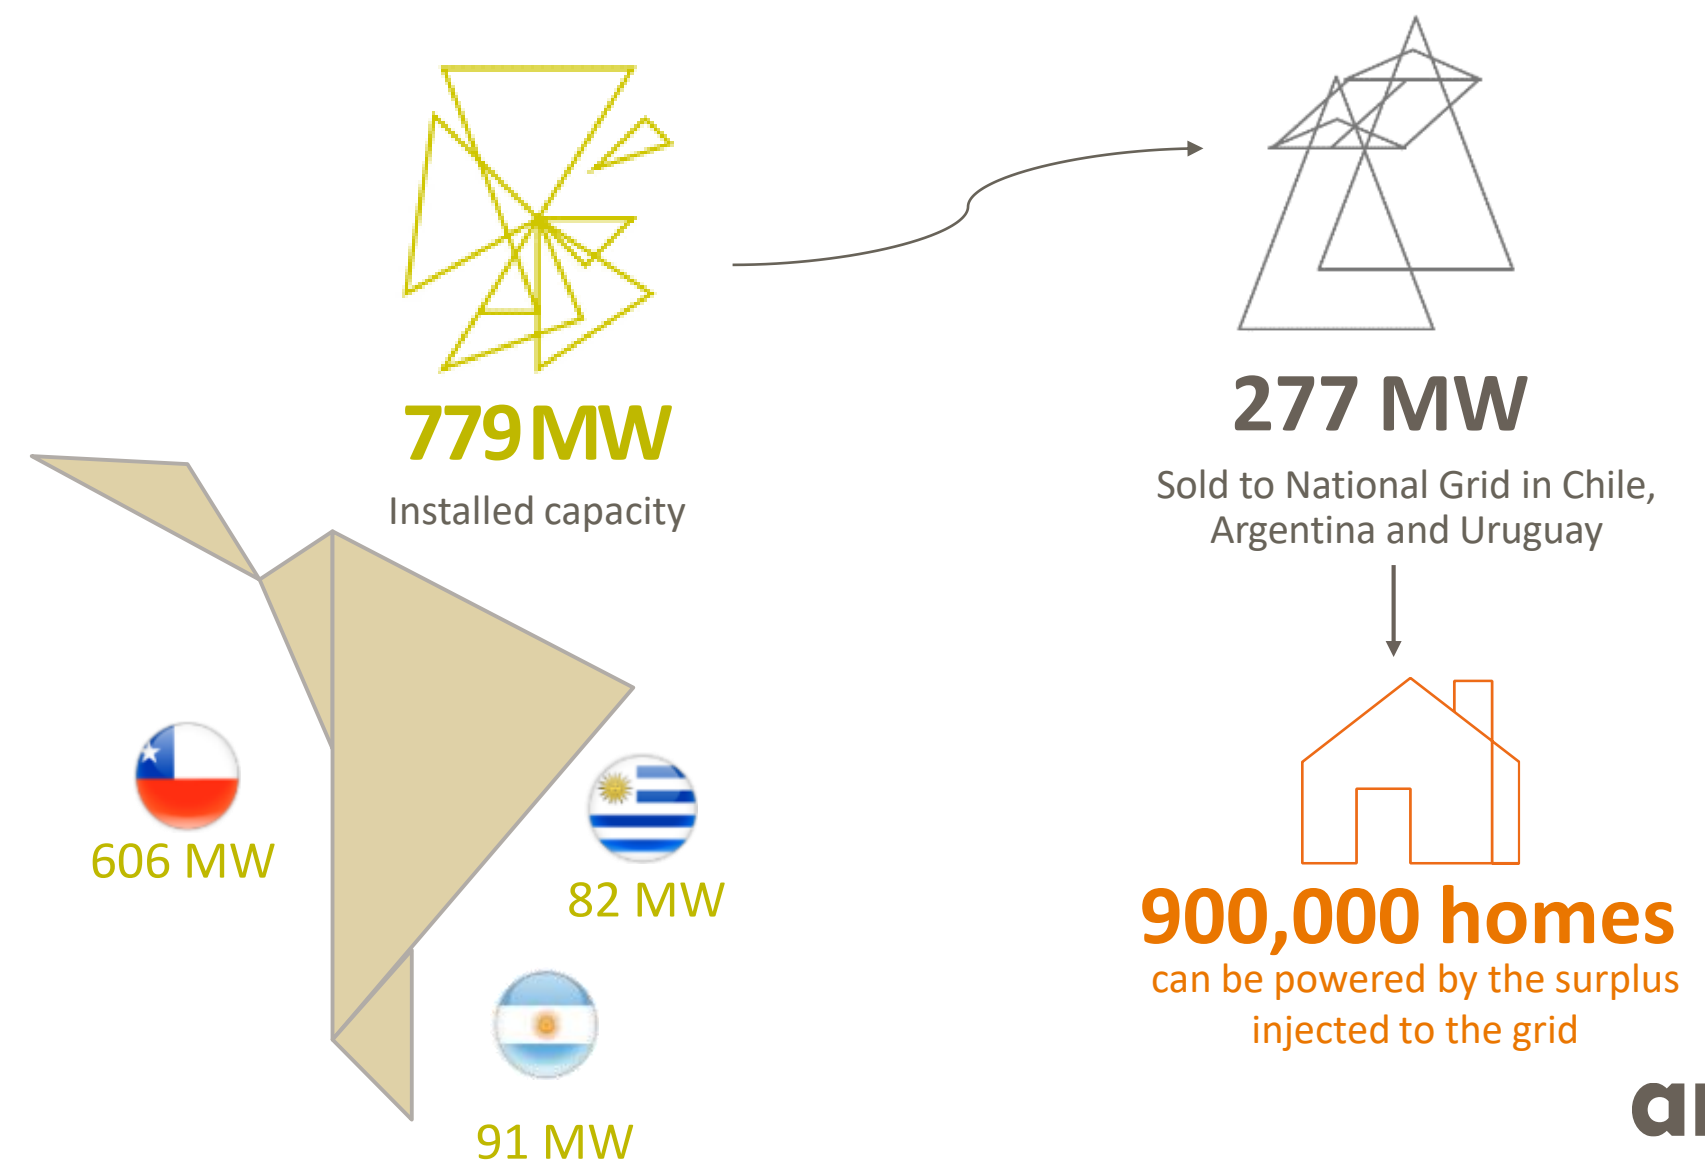 779 MW
Installed capacity
606 MW
82 MW
91 MW
277 MW
Sold to National Grid in Chile,
Argentina and Uruguay
900,000 homes
can be powered by the surplus
injected to the grid